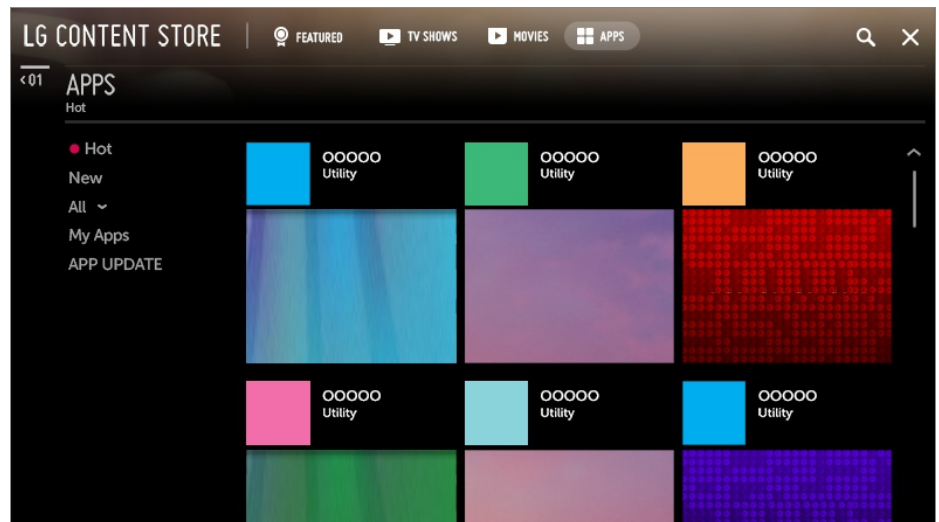 LG CONTENT STORE
FEATURED
TV SHOWS
MOVIES
APPS
<01
APPS
Hot
Hot
New
All
My Apps
APP UPDATE
OOOOO
Utility
OOOOO
Utility
OOOOO
Utility
OOOOO
Utility
OOOOO
Utility
OOOOO
Utility